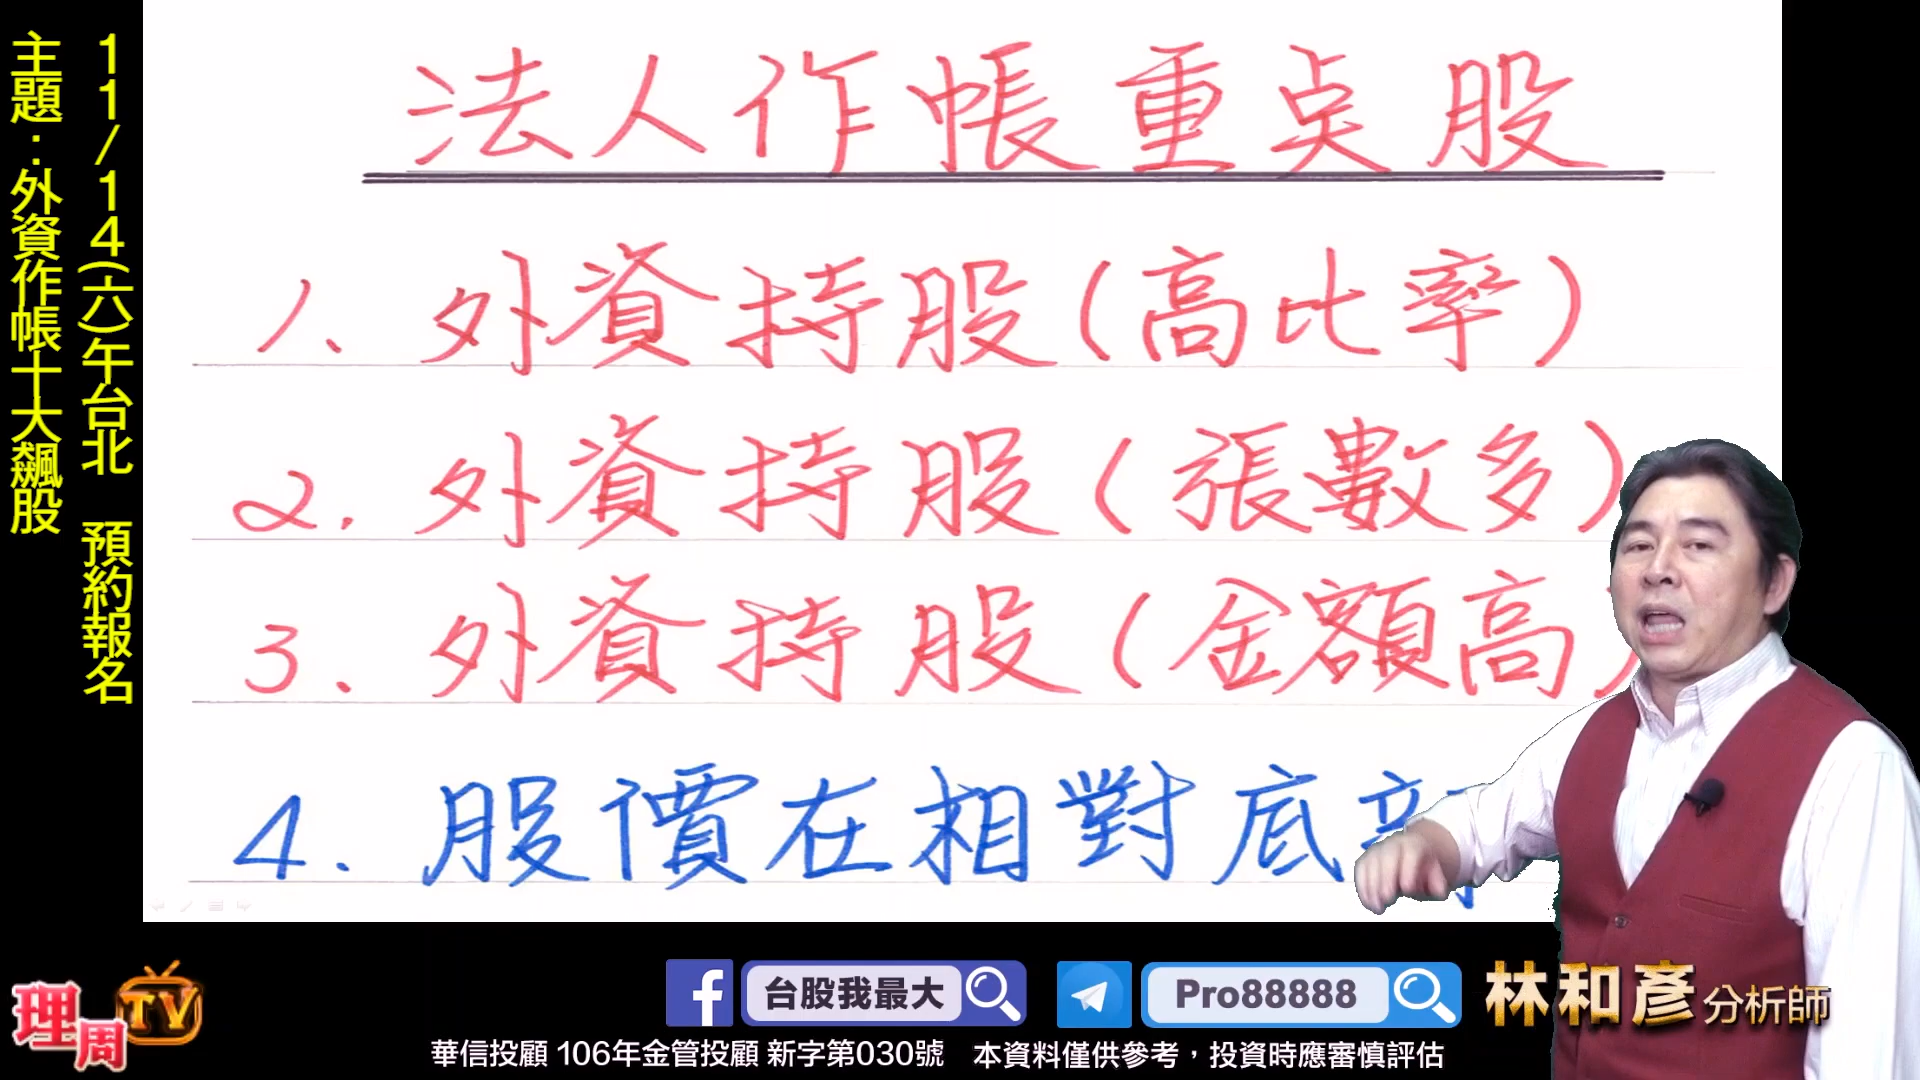 11/14(六)午台北 預約報名
主題：外資作帳十大飆股
法人作帳重点股
1. 外資持股(高比率)
2. 外資持股(張數多)
3. 外資持股(金額高)
4. 股價在相對底部
理周TV
台股我最大
Pro88888
林和彥分析師
華信投顧 106年金管投顧 新字第030號 本資料僅供參考，投資時應審慎評估